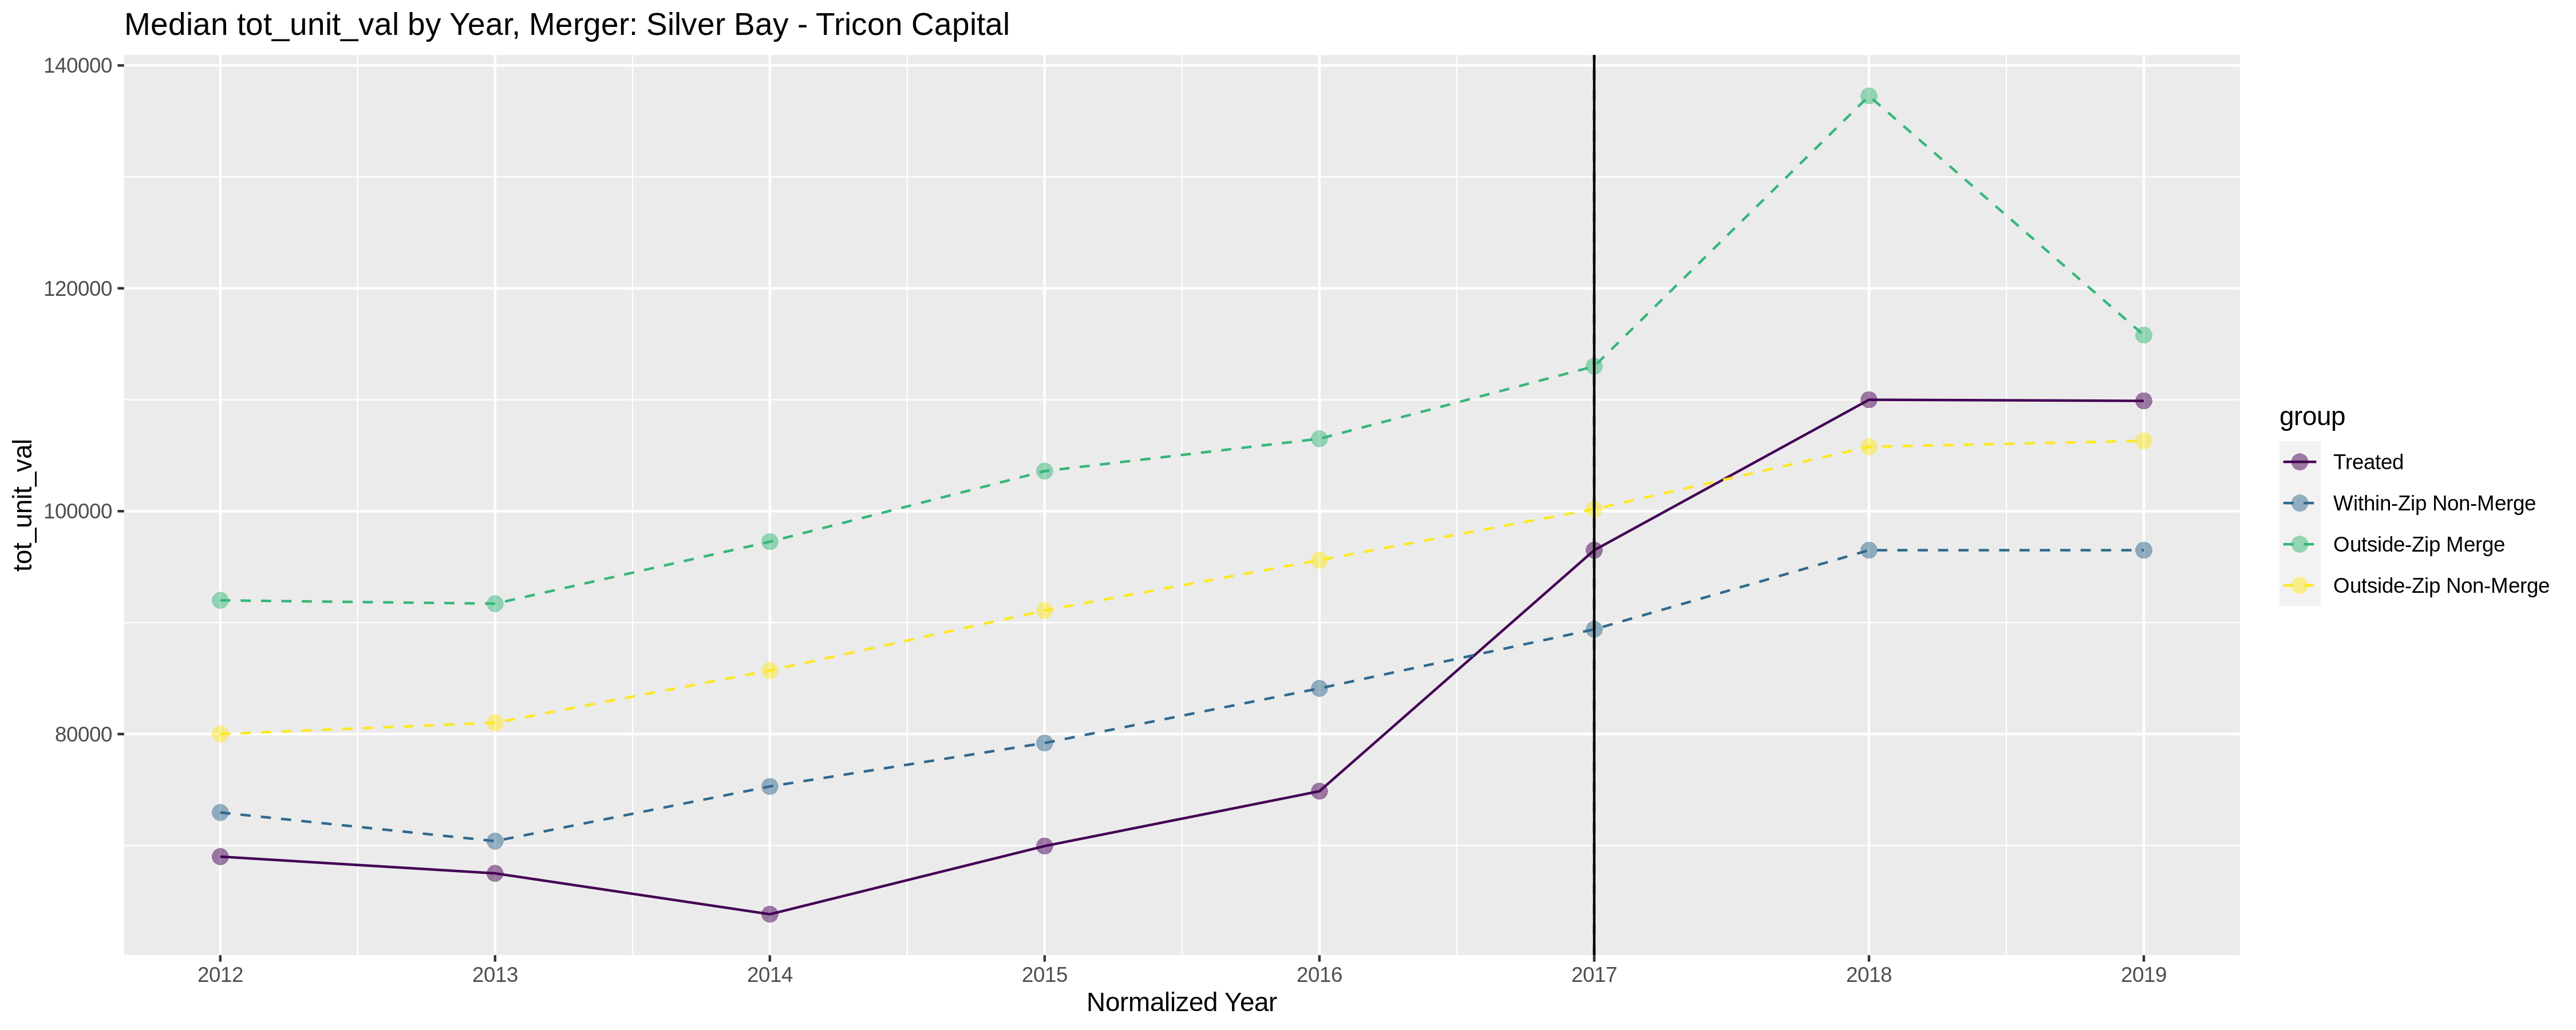 Median tot_unit_val by Year, Merger: Silver Bay - Tricon Capital
140000
120000
100000
80000
tot_unit_val
2012 2013 2014 2015 2016 2017 2018 2019
Normalized Year
group
Treated
Within-Zip Non-Merge
Outside-Zip Merge
Outside-Zip Non-Merge